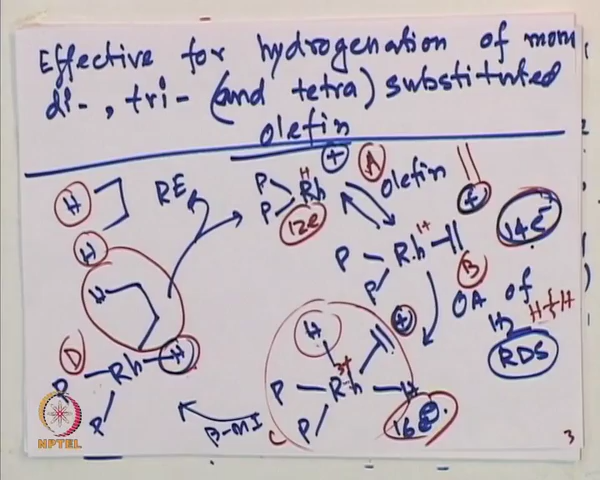 Effective for hydrogenation of mono
di-, tri- (and tetra) substituted
olefin
H
H
RE
P
P
Rh
H
+
12e
A
olefin
+
14e-
P
P
Rh
1+
B
OA of
H2
H-H
RDS
H
D
P
Rh
H
P
β-MI
H
+
P
Rh
3+
H
P
16e-
C
NPTEL
3